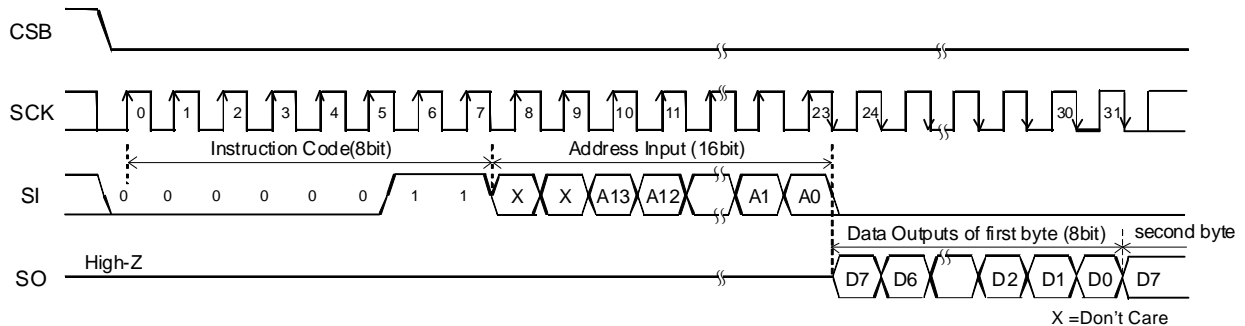 CSB
SCK 0 1 2 3 4 5 6 7 8 9 10 11 23 24 30 31
Instruction Code(8bit) Address Input (16bit)
SI 0 0 0 0 0 0 1 1 X X A13 A12 A1 A0
Data Outputs of first byte (8bit) second byte
High-Z
SO D7 D6 D2 D1 D0 D7
X =Don't Care